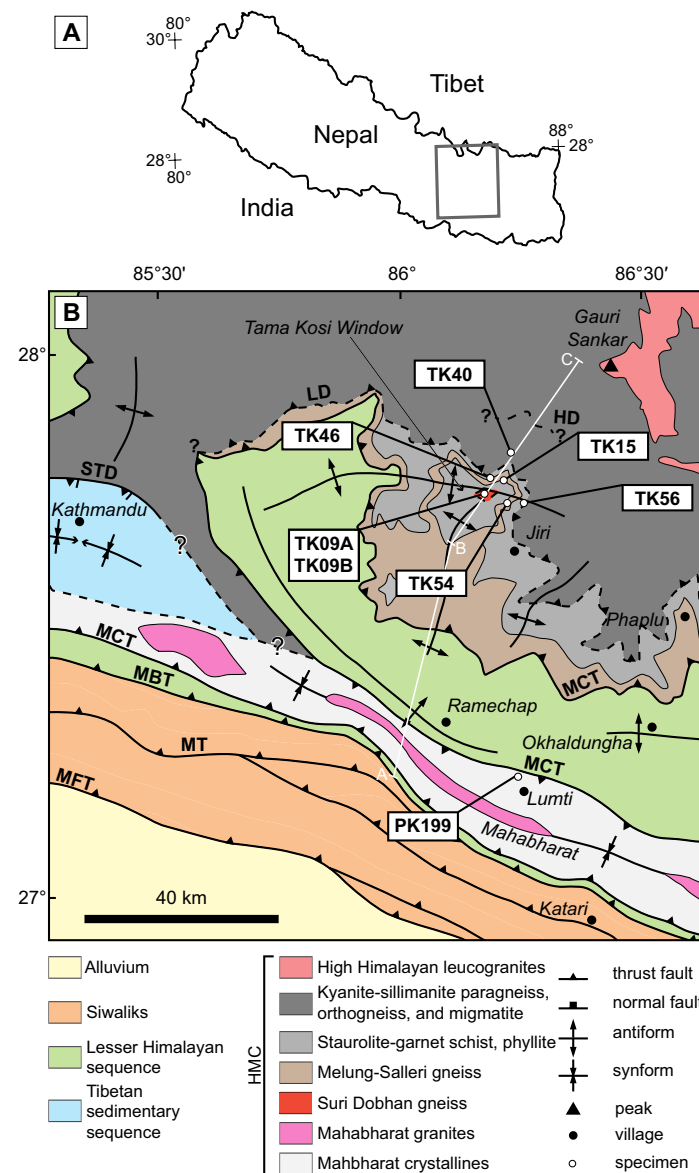 A
80°
30°
Tibet
Nepal
88°
28°
28°
80°
India
85°30'
86°
86°30'
B
Gauri
Sankar
Tama Kosi Window
28°
C
TK40
LD
?
HD
?
TK46
TK15
?
STD
TK56
Kathmandu
?
TK09A
TK09B
B
Jiri
TK54
Phaplu
MCT
?
MBT
MCT
Ramechap
MT
Okhaldungha
MCT
MFT
A
Lumti
PK199
Mahabharat
27°
40 km
Katari
Alluvium
Siwaliks
Lesser Himalayan
sequence
Tibetan
sedimentary
sequence
HMC
High Himalayan leucogranites
Kyanite-sillimanite paragneiss,
orthogneiss, and migmatite
Staurolite-garnet schist, phyllite
Melung-Salleri gneiss
Suri Dobhan gneiss
Mahabharat granites
Mahbharat crystallines
thrust fault
normal fault
antiform
synform
peak
village
specimen